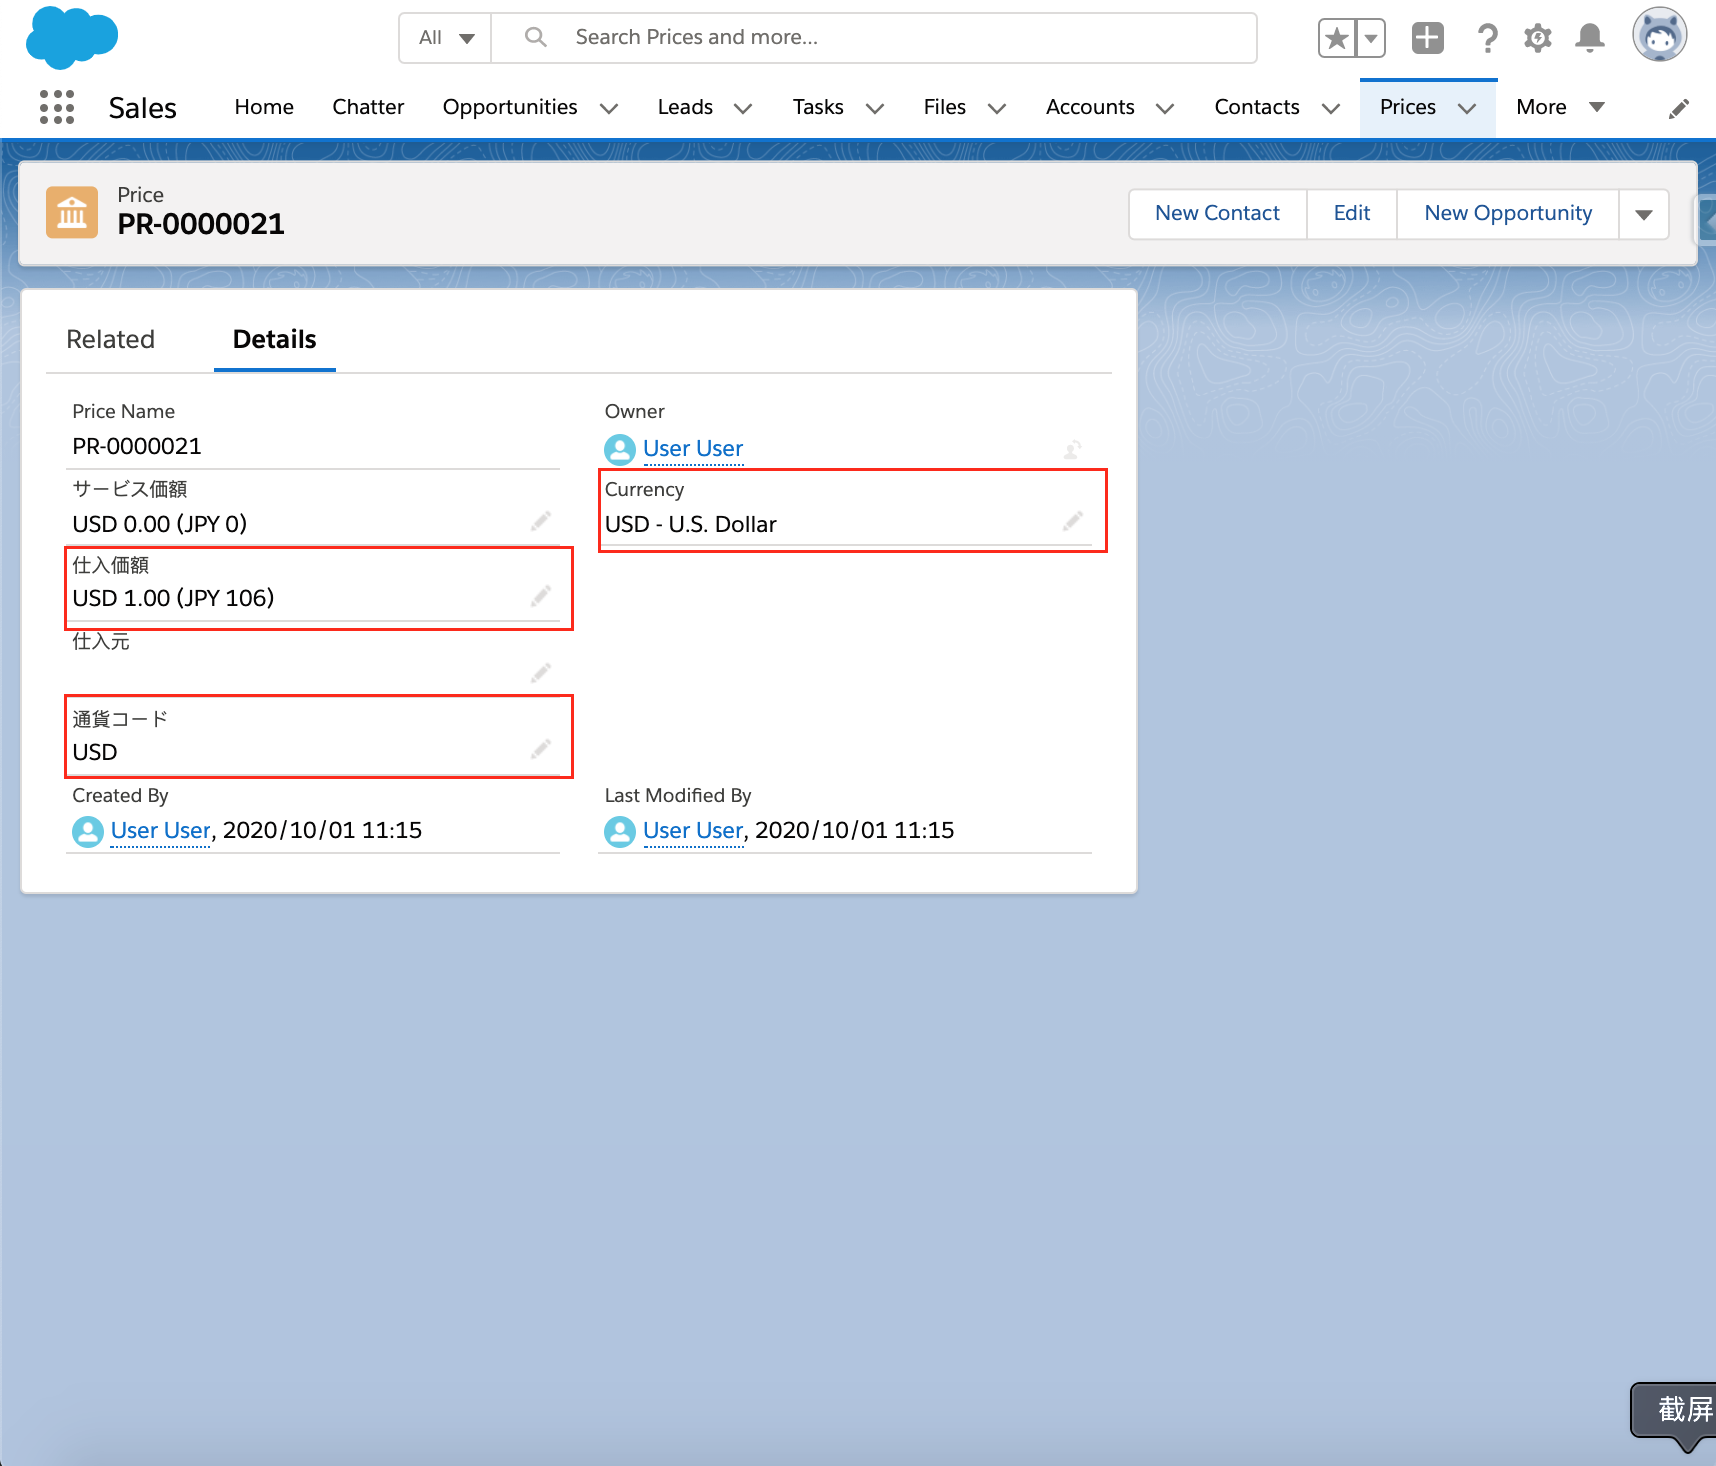 All
Search Prices and more...
Sales
Home
Chatter
Opportunities
Leads
Tasks
Files
Accounts
Contacts
Prices
More
Price
PR-0000021
New Contact
Edit
New Opportunity
Related
Details
Price Name
PR-0000021
Owner
User User
サービス価額
USD 0.00 (JPY 0)
Currency
USD - U.S. Dollar
仕入価額
USD 1.00 (JPY 106)
仕入元
通貨コード
USD
Created By
User User, 2020/10/01 11:15
Last Modified By
User User, 2020/10/01 11:15
截屏